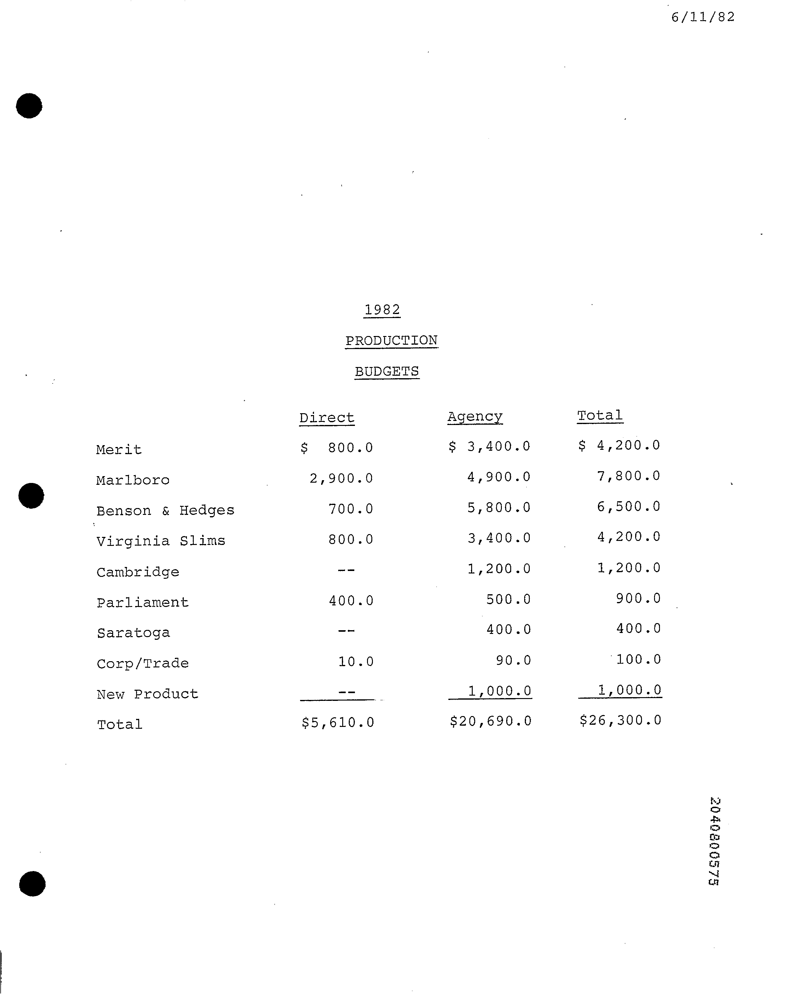 6/11/82
1982
PRODUCTION
BUDGETS
Direct Agency Total
Merit $ 800.0 $ 3,400.0 $ 4,200.0
Marlboro 2,900.0 4,900.0 7,800.0
Benson & Hedges 700.0 5,800.0 6,500.0
Virginia Slims 800.0 3,400.0 4,200.0
Cambridge -- 1,200.0 1,200.0
Parliament 400.0 500.0 900.0
Saratoga -- 400.0 400.0
Corp/Trade 10.0 90.0 100.0
New Product -- 1,000.0 1,000.0
Total $5,610.0 $20,690.0 $26,300.0
2040800575